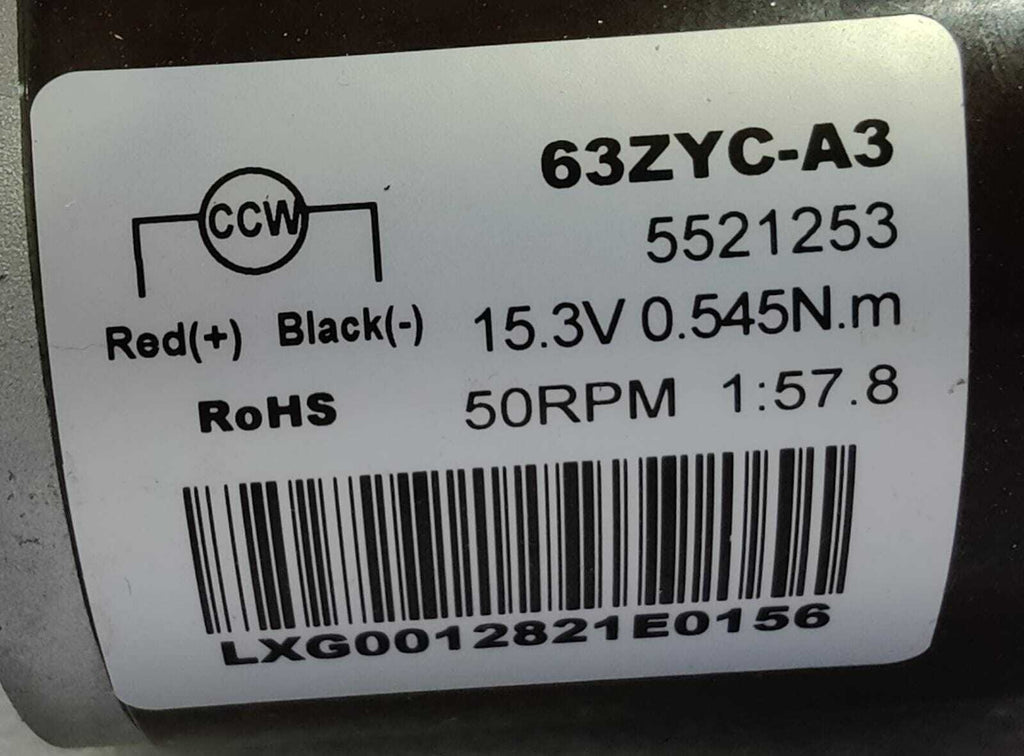 63ZYC-A3
CCW
5521253
Red(+) Black(-)
15.3V 0.545N.m
RoHS
50RPM 1:57.8
LXG0012821E0156